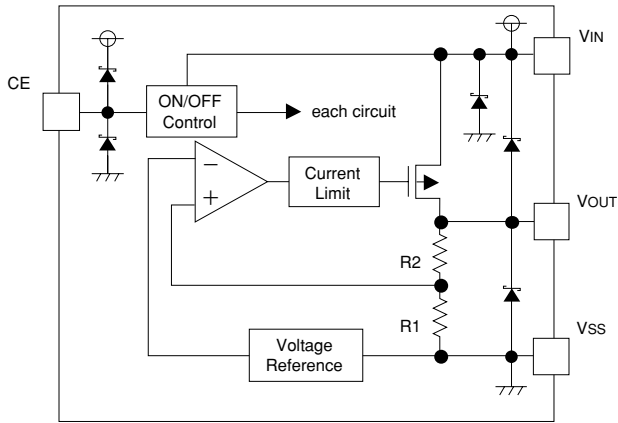 VIN
CE
ON/OFF
Control
each circuit
−
+
Current
Limit
VOUT
R2
R1
VSS
Voltage
Reference